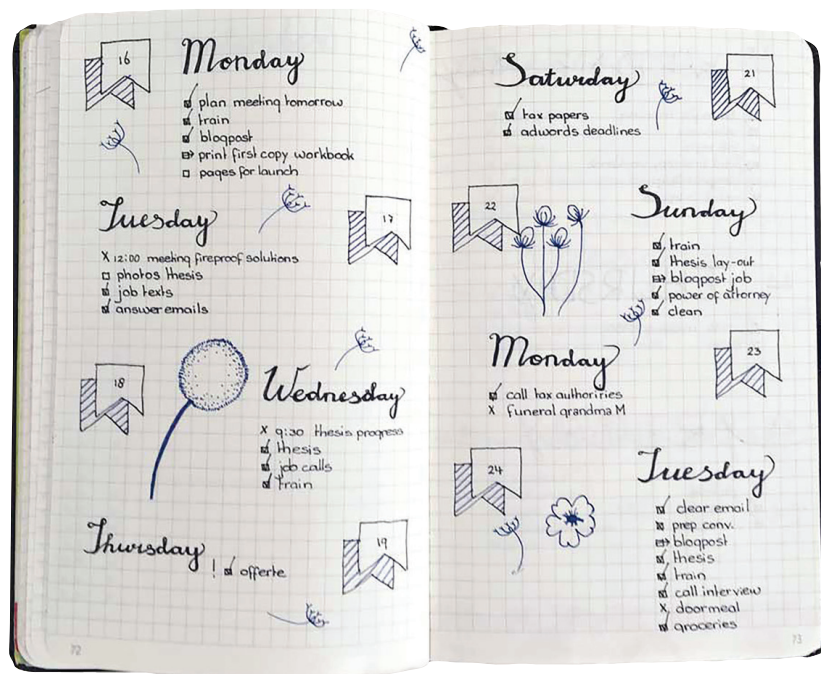 16
Monday
plan meeting tomorrow
train
blogpost
print first copy workbook
pages for launch
Tuesday
17
x 12:00 meeting fireproof solutions
photos thesis
job texts
answer emails
18
Wednesday
x 9:30 thesis progress
thesis
job calls
train
Thursday
19
! offerte
72
Saturday
21
tax papers
adwords deadlines
22
Sunday
train
thesis lay-out
blogpost job
power of attorney
clean
Monday
23
call tax authorities
x funeral grandma M
24
Tuesday
clear email
prep conv.
blogpost
thesis
train
call interview
x doormeal
groceries
73